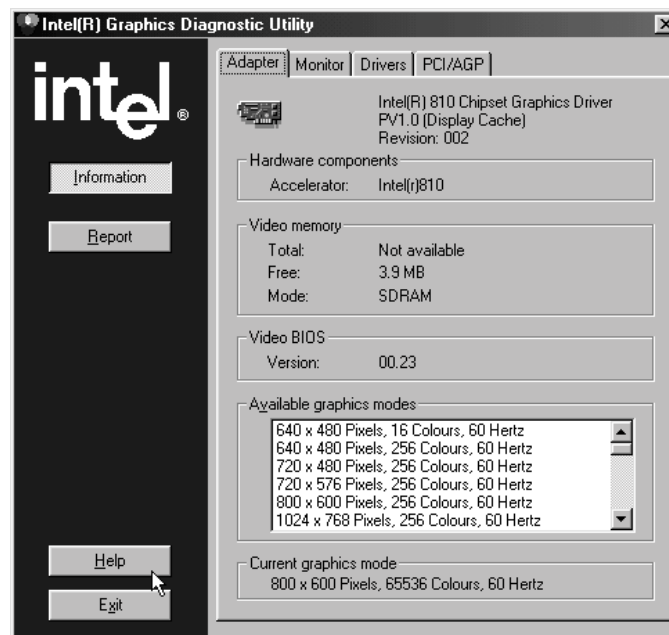 Intel(R) Graphics Diagnostic Utility
intel®
Information
Report
Help
Exit
Adapter Monitor Drivers PCI/AGP
Intel(R) 810 Chipset Graphics Driver
PV1.0 (Display Cache)
Revision: 002
Hardware components
Accelerator: Intel(r)810
Video memory
Total: Not available
Free: 3.9 MB
Mode: SDRAM
Video BIOS
Version: 00.23
Available graphics modes
640 x 480 Pixels, 16 Colours, 60 Hertz
640 x 480 Pixels, 256 Colours, 60 Hertz
720 x 480 Pixels, 256 Colours, 60 Hertz
720 x 576 Pixels, 256 Colours, 60 Hertz
800 x 600 Pixels, 256 Colours, 60 Hertz
1024 x 768 Pixels, 256 Colours, 60 Hertz
Current graphics mode
800 x 600 Pixels, 65536 Colours, 60 Hertz